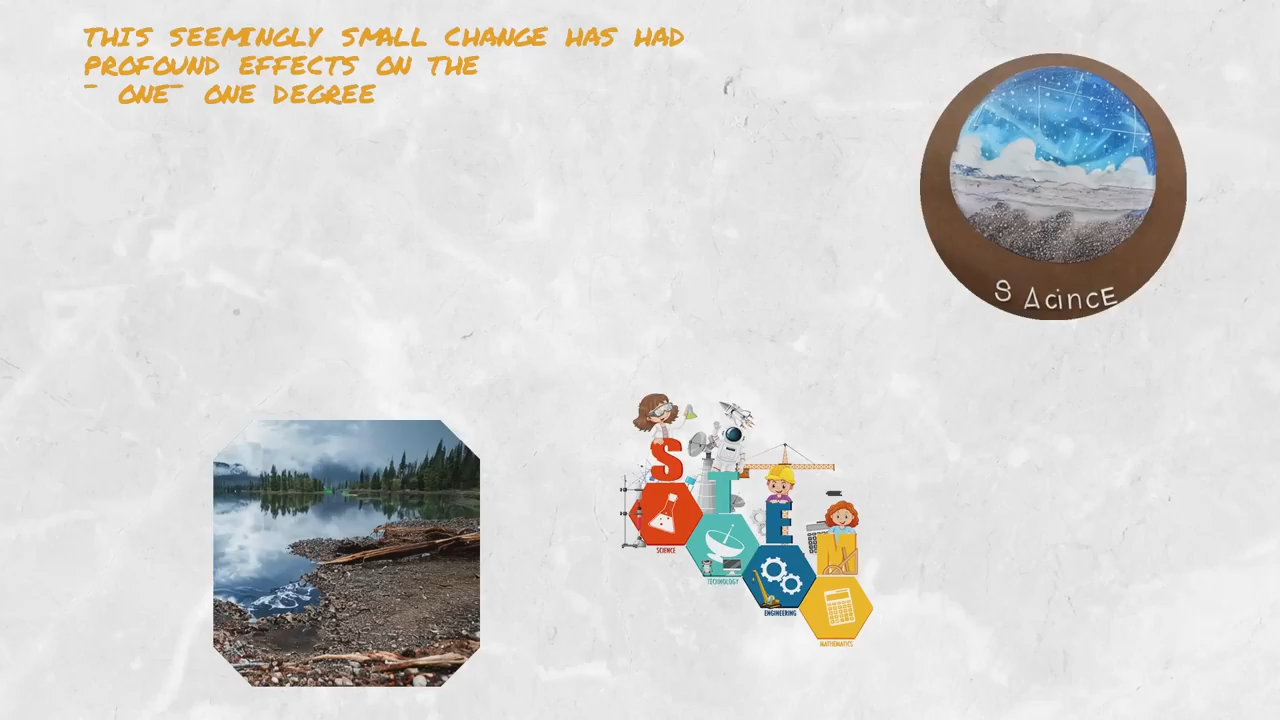 THIS SEEMINGLY SMALL CHANGE HAS HAD
PROFOUND EFFECTS ON THE
¯ ONE¯ ONE DEGREE
S AcincE
S
T
E
M
SCIENCE
TECHNOLOGY
ENGINEERING
MATHEMATICS